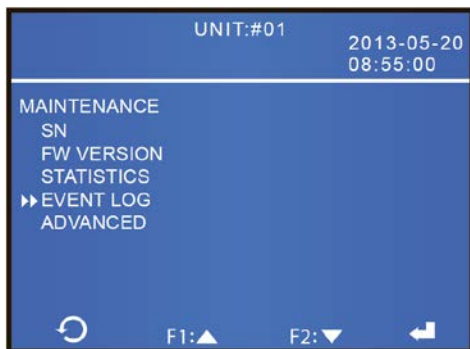 UNIT:#01
2013-05-20
08:55:00
MAINTENANCE
SN
FW VERSION
STATISTICS
EVENT LOG
ADVANCED
F1:▲ F2:▼